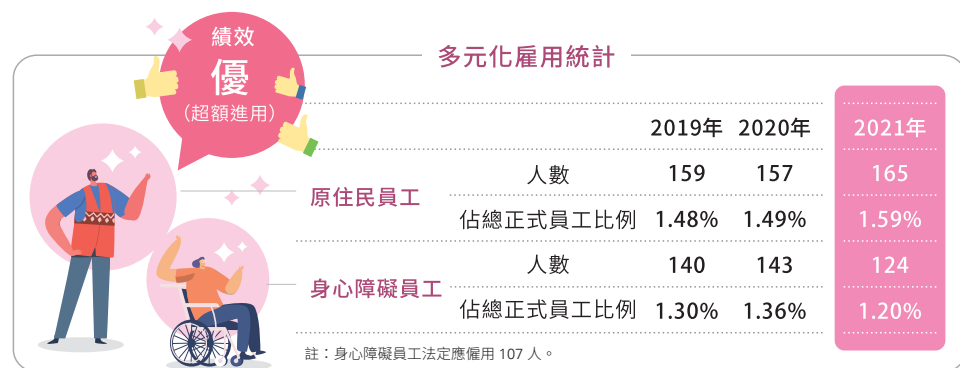 績效
優
（超額進用）
多元化雇用統計
2019年 2020年 2021年
原住民員工
人數 159 157 165
佔總正式員工比例 1.48% 1.49% 1.59%
身心障礙員工
人數 140 143 124
佔總正式員工比例 1.30% 1.36% 1.20%
註：身心障礙員工法定應僱用 107 人。